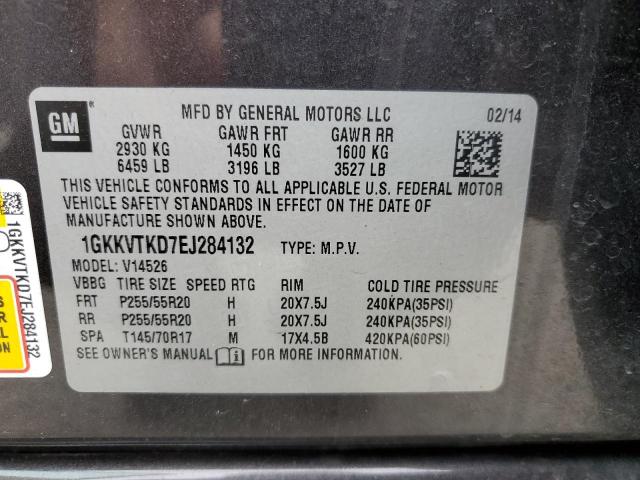 GM
®
MFD BY GENERAL MOTORS LLC 02/14
GVWR GAWR FRT GAWR RR
2930 KG 1450 KG 1600 KG
6459 LB 3196 LB 3527 LB
THIS VEHICLE CONFORMS TO ALL APPLICABLE U.S. FEDERAL MOTOR
VEHICLE SAFETY STANDARDS IN EFFECT ON THE DATE OF
MANUFACTURE SHOWN ABOVE.
1GKKVTKD7EJ284132 TYPE: M.P.V.
MODEL: V14526
VBBG TIRE SIZE SPEED RTG RIM COLD TIRE PRESSURE
FRT P255/55R20 H 20X7.5J 240KPA(35PSI)
RR P255/55R20 H 20X7.5J 240KPA(35PSI)
SPA T145/70R17 M 17X4.5B 420KPA(60PSI)
SEE OWNER'S MANUAL i FOR MORE INFORMATION.
1GKKVTKD7EJ284132